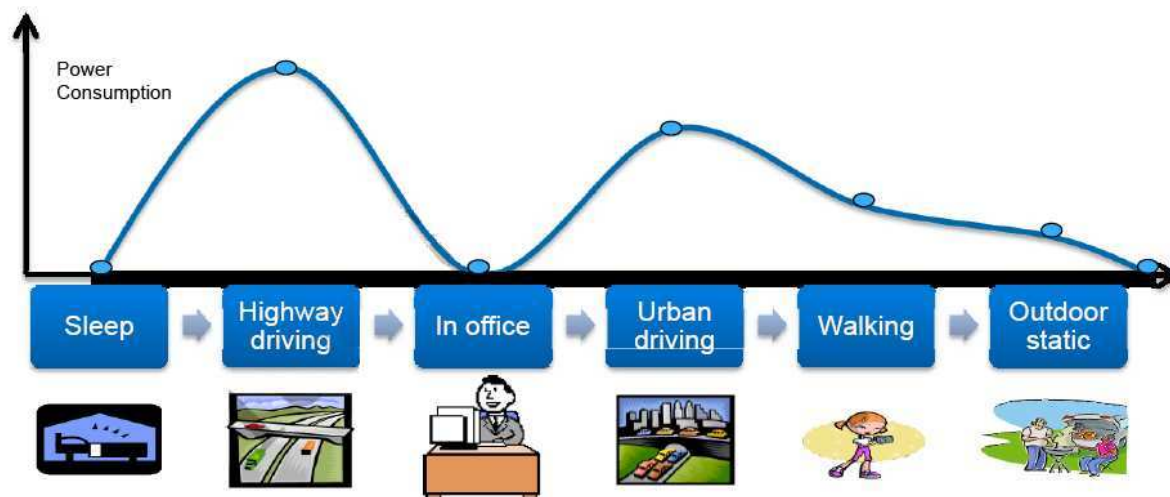 Power
Consumption
Sleep
Highway
driving
In office
Urban
driving
Walking
Outdoor
static